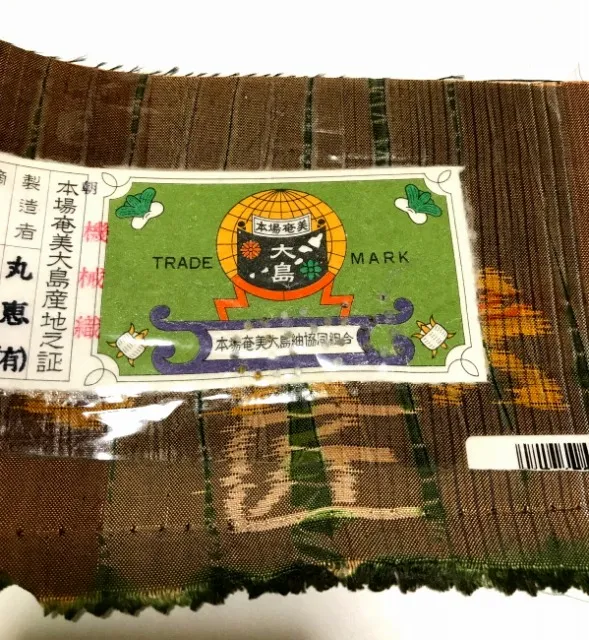 本場奄美
大島
TRADE MARK
本場奄美大島紬協同組合
機械織
本場奄美大島産地之証
製造者
丸恵(有)